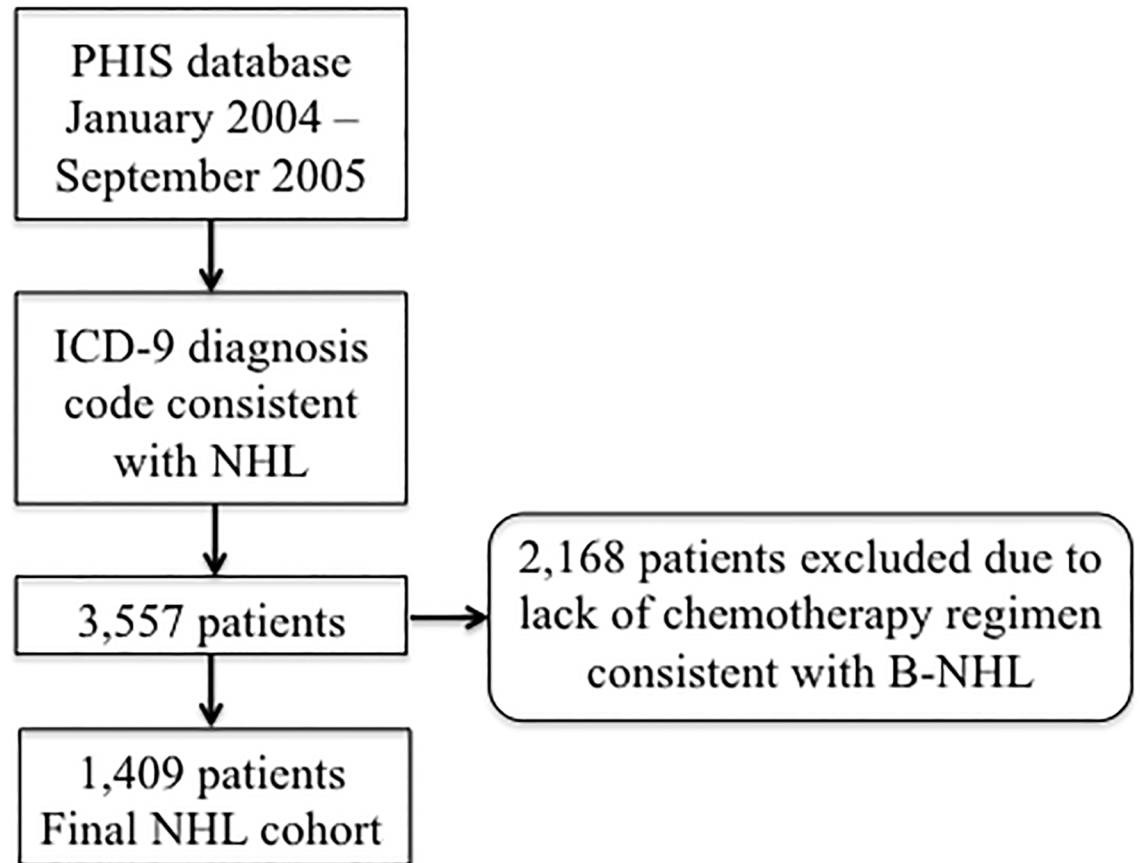 PHIS database
January 2004 –
September 2005
ICD-9 diagnosis
code consistent
with NHL
3,557 patients
2,168 patients excluded due to
lack of chemotherapy regimen
consistent with B-NHL
1,409 patients
Final NHL cohort